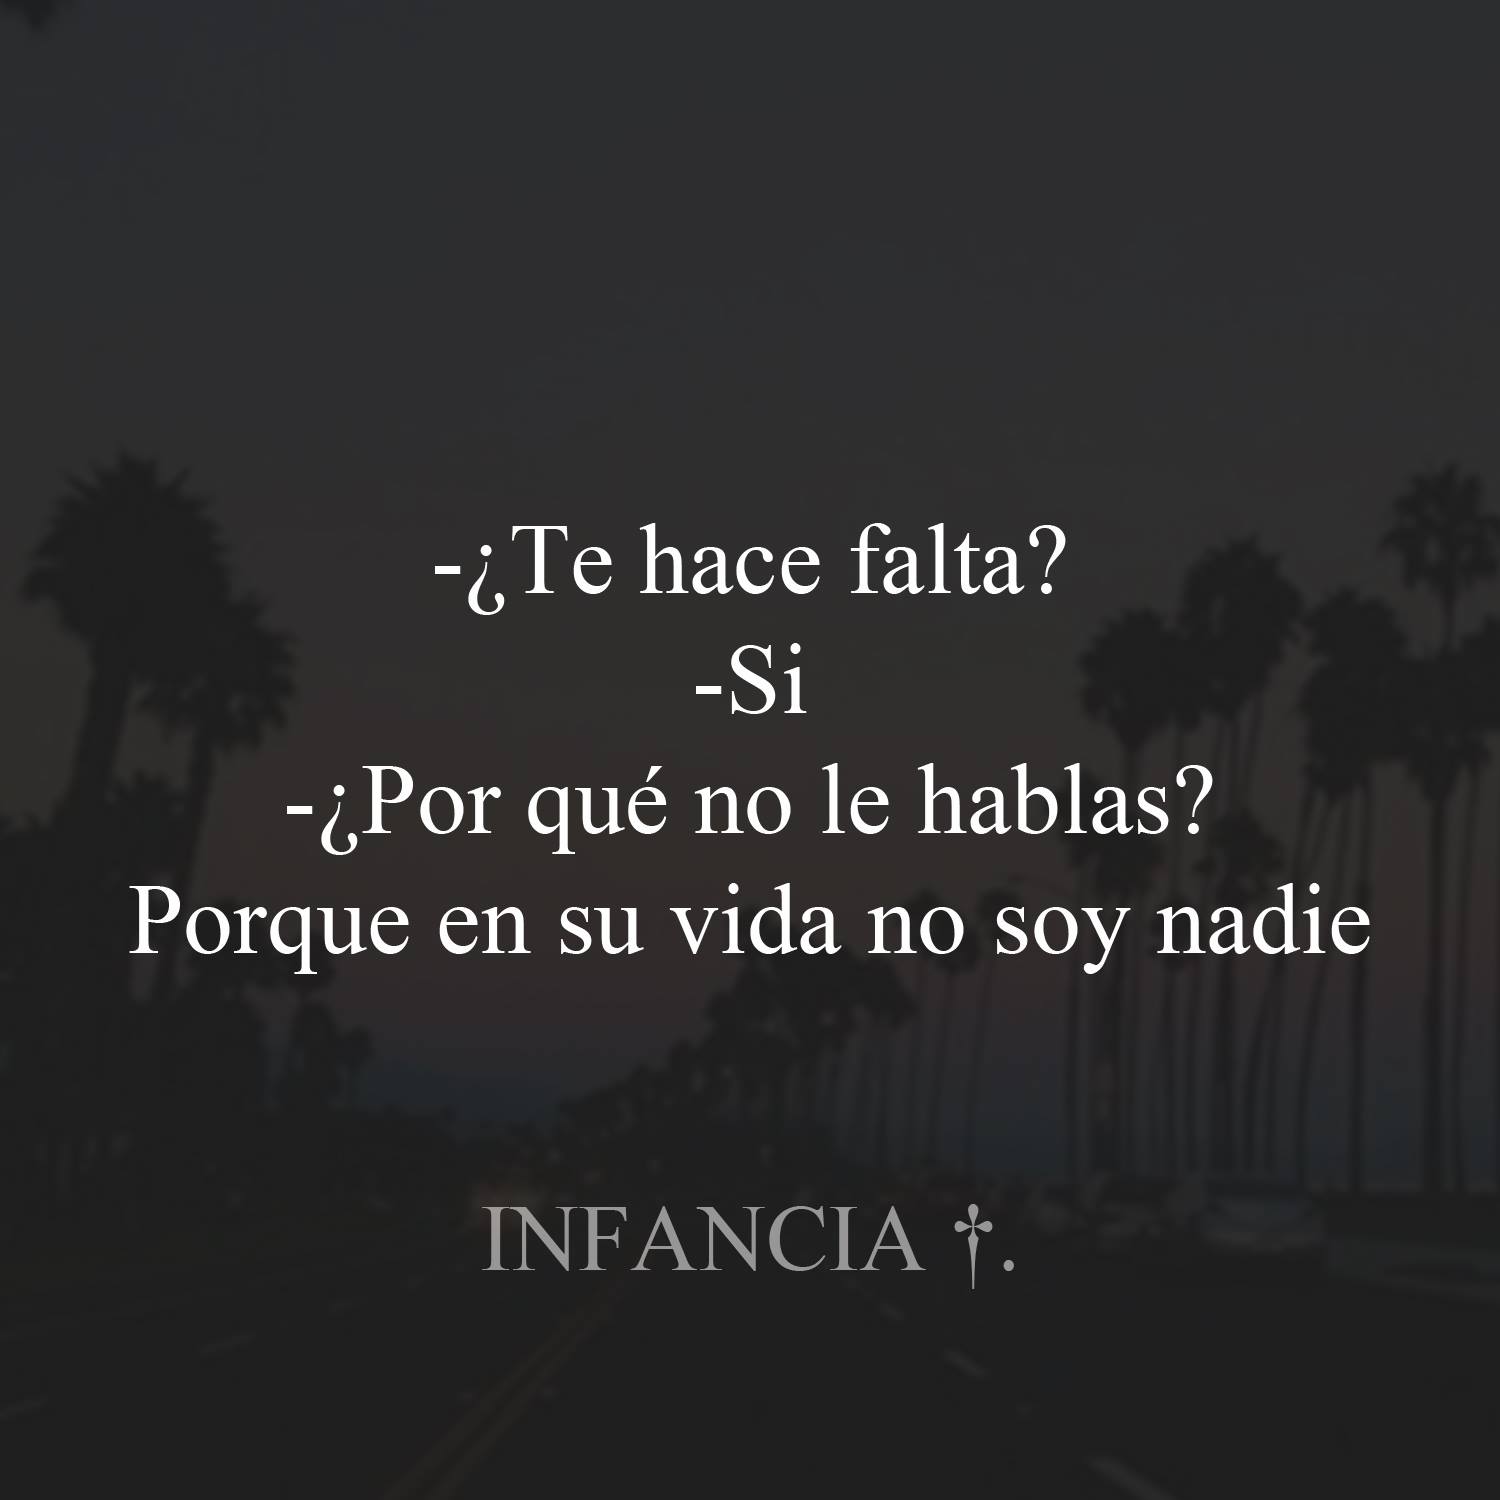 -¿Te hace falta?
-Si
-¿Por qué no le hablas?
Porque en su vida no soy nadie
INFANCIA †.